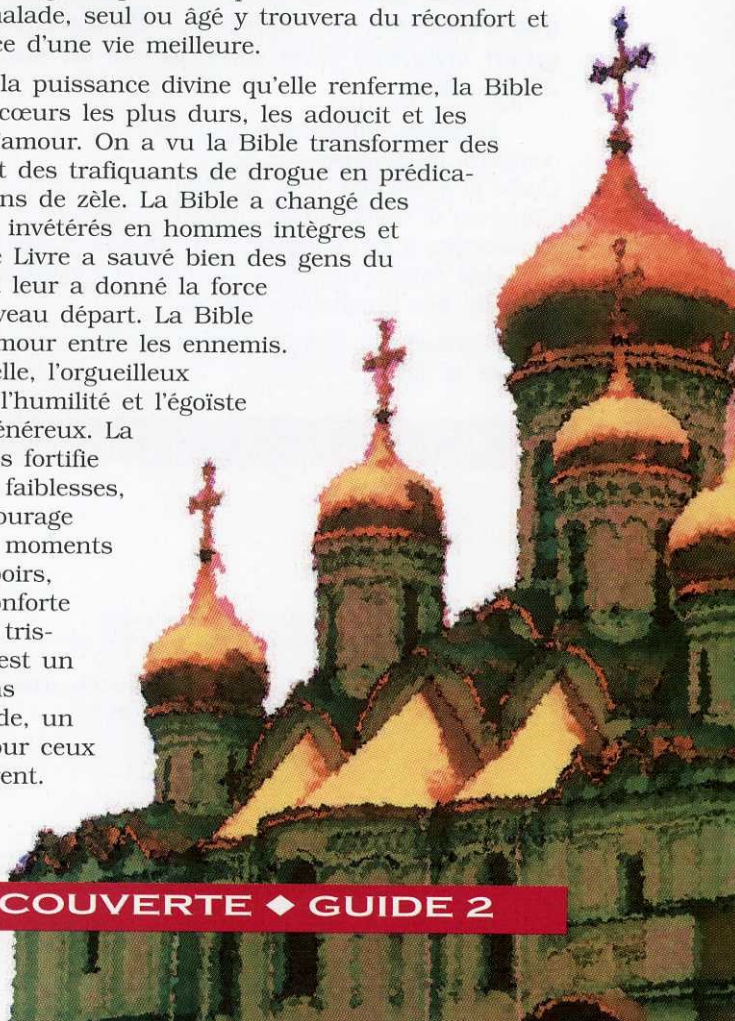 malade, seul ou âgé y trouvera du réconfort et
ce d'une vie meilleure.
la puissance divine qu'elle renferme, la Bible
cœurs les plus durs, les adoucit et les
'amour. On a vu la Bible transformer des
t des trafiquants de drogue en prédica-
ns de zèle. La Bible a changé des
invétérés en hommes intègres et
Livre a sauvé bien des gens du
leur a donné la force
veau départ. La Bible
mour entre les ennemis.
elle, l'orgueilleux
l'humilité et l'égoïste
énéreux. La
s fortifie
faiblesses,
ourage
moments
oirs,
nforte
tris-
est un
ns
de, un
our ceux
ent.
COUVERTE ◆ GUIDE 2